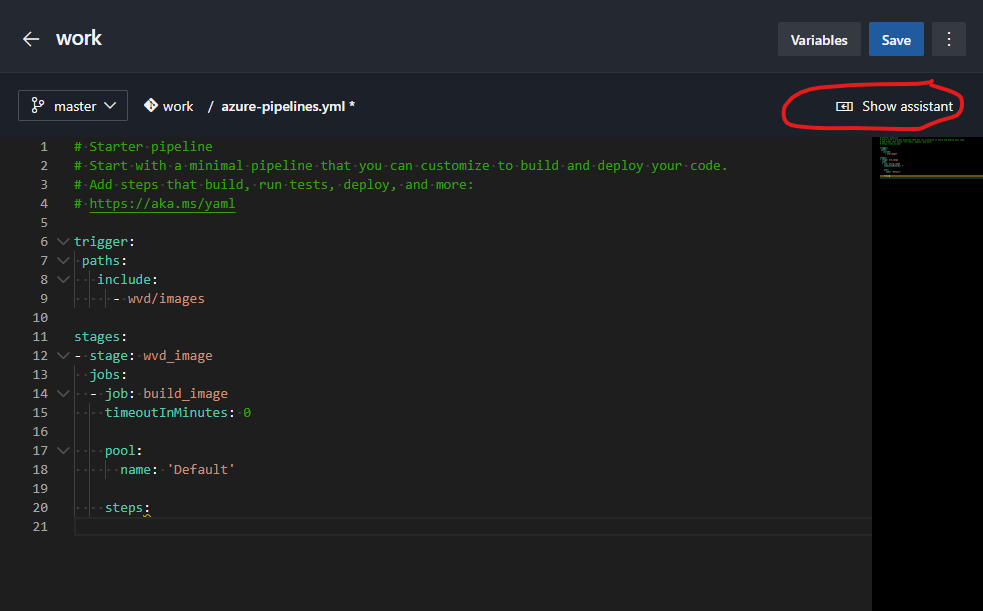 work
Variables
Save
master
work / azure-pipelines.yml *
Show assistant
1 # Starter pipeline
2 # Start with a minimal pipeline that you can customize to build and deploy your code.
3 # Add steps that build, run tests, deploy, and more:
4 # https://aka.ms/yaml
5
6 trigger:
7  paths:
8    include:
9      - wvd/images
10
11 stages:
12 - stage: wvd_image
13   jobs:
14   - job: build_image
15     timeoutInMinutes: 0
16
17     pool:
18       name: 'Default'
19
20     steps:
21